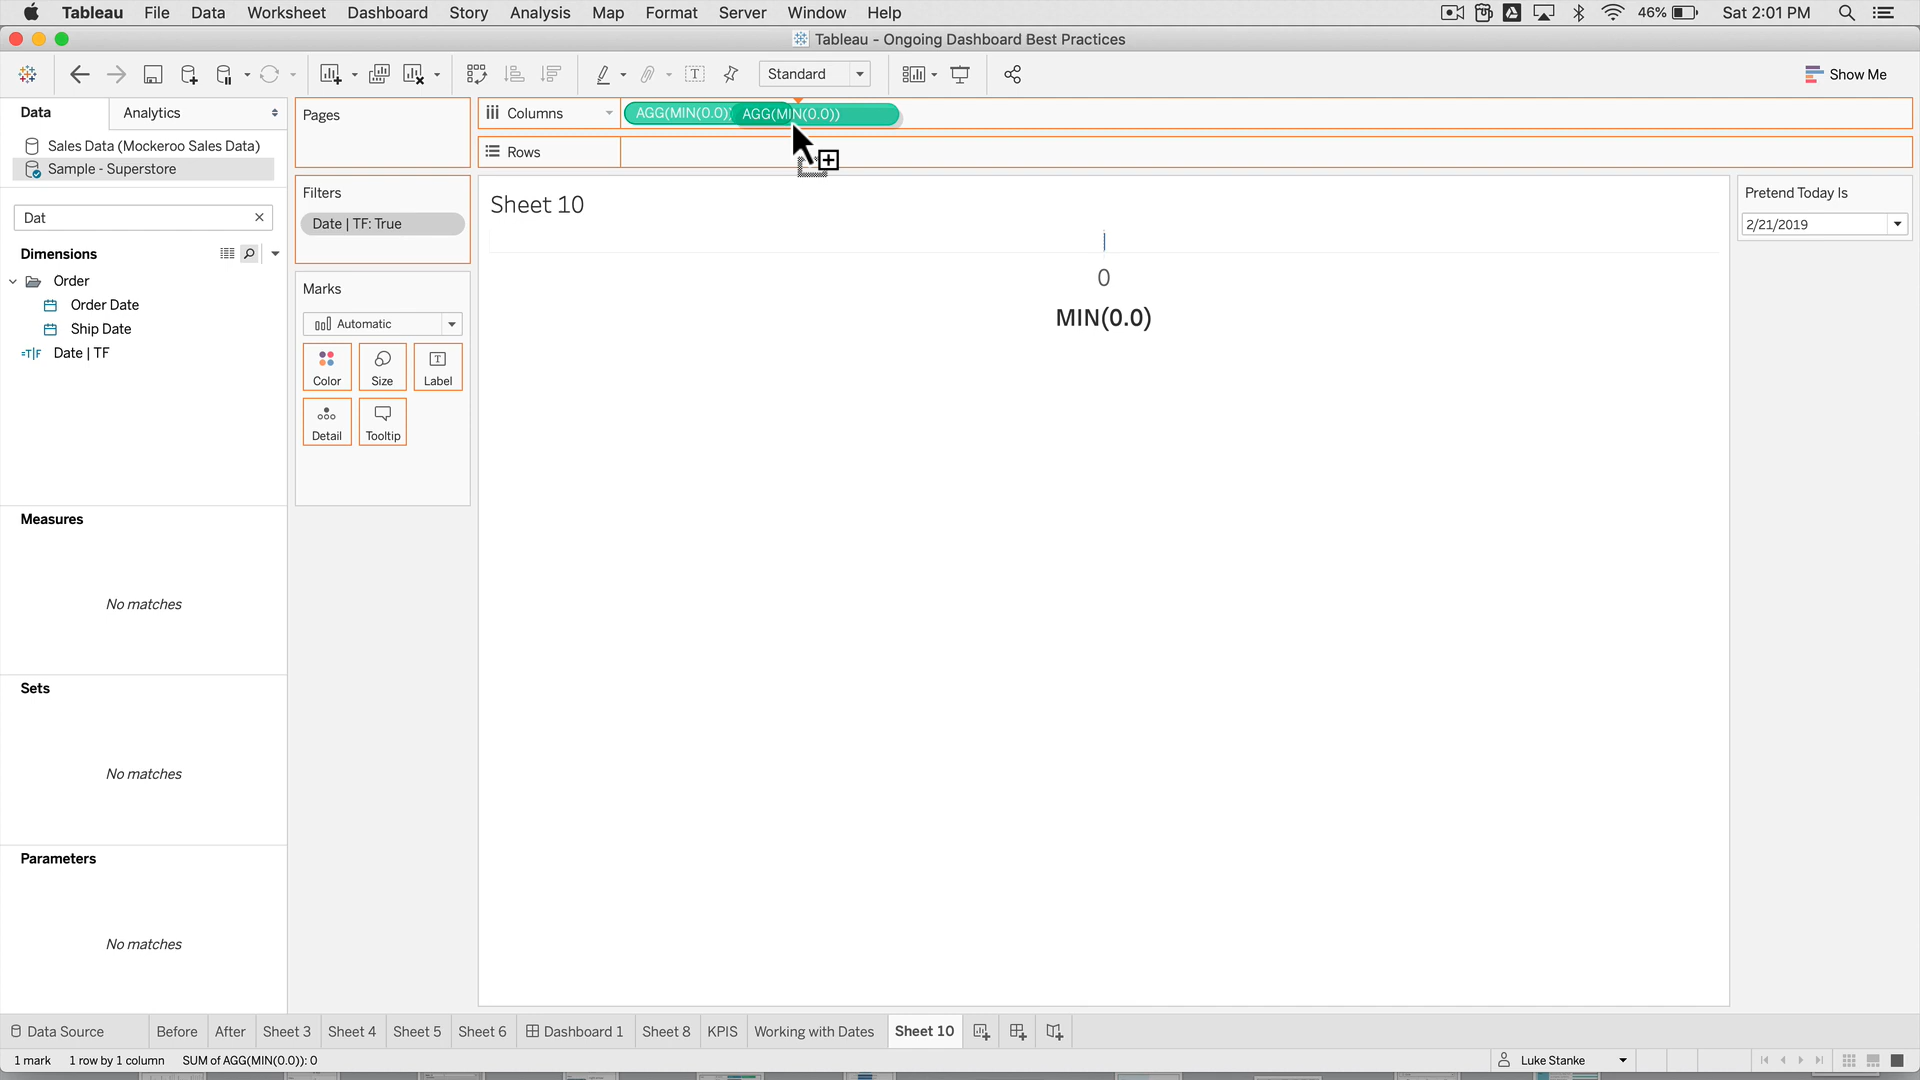 Tableau File Data Worksheet Dashboard Story Analysis Map Format Server Window Help
46% Sat 2:01 PM
Tableau - Ongoing Dashboard Best Practices
Standard
Show Me
Data Analytics
Sales Data (Mockeroo Sales Data)
Sample - Superstore
Dat
Dimensions
Order
Order Date
Ship Date
Date | TF
Measures
No matches
Sets
No matches
Parameters
No matches
Pages
Filters
Date | TF: True
Marks
Automatic
Color Size Label
Detail Tooltip
Columns
AGG(MIN(0.0)) AGG(MIN(0.0))
Rows
Sheet 10
0
MIN(0.0)
Pretend Today Is
2/21/2019
Data Source Before After Sheet 3 Sheet 4 Sheet 5 Sheet 6 Dashboard 1 Sheet 8 KPIS Working with Dates Sheet 10
1 mark 1 row by 1 column SUM of AGG(MIN(0.0)): 0
Luke Stanke